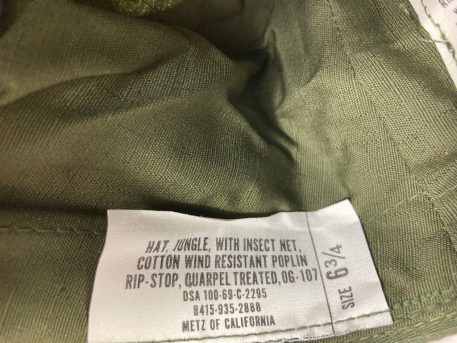 HAT, JUNGLE, WITH INSECT NET,
COTTON WIND RESISTANT POPLIN
RIP-STOP, QUARPEL TREATED, OG-107
DSA 100-69-C-2295
8415-935-2888
METZ OF CALIFORNIA
SIZE 6 3/4